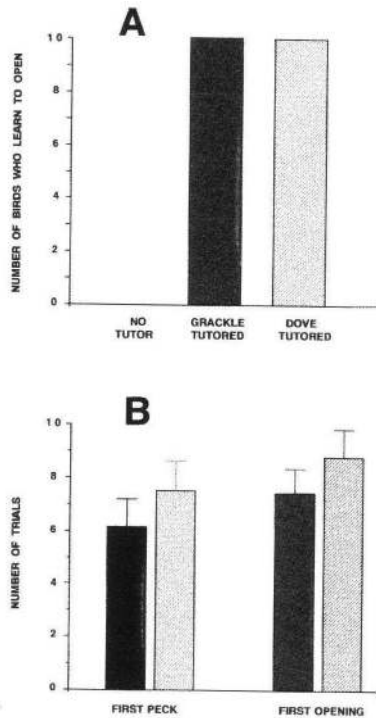 A
NUMBER OF BIRDS WHO LEARN TO OPEN
10
8
6
4
2
0
NO TUTOR
GRACKLE TUTORED
DOVE TUTORED
B
NUMBER OF TRIALS
10
8
6
4
2
0
FIRST PECK
FIRST OPENING